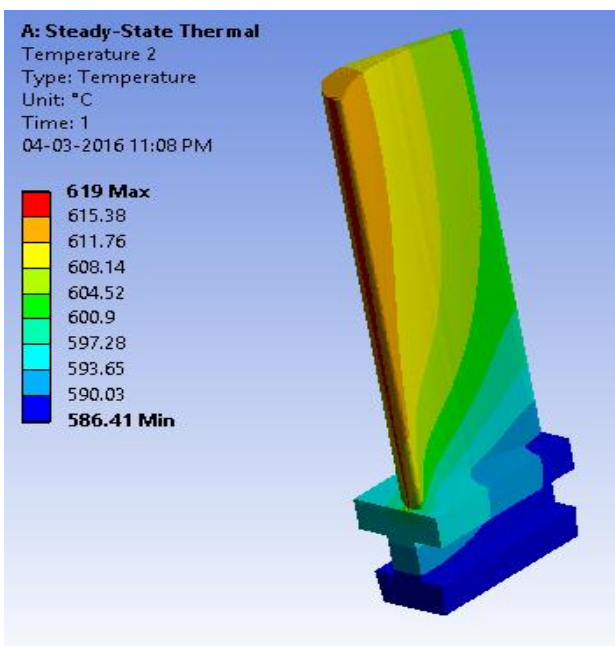 A: Steady-State Thermal
Temperature 2
Type: Temperature
Unit: °C
Time: 1
04-03-2016 11:08 PM
619 Max
615.38
611.76
608.14
604.52
600.9
597.28
593.65
590.03
586.41 Min